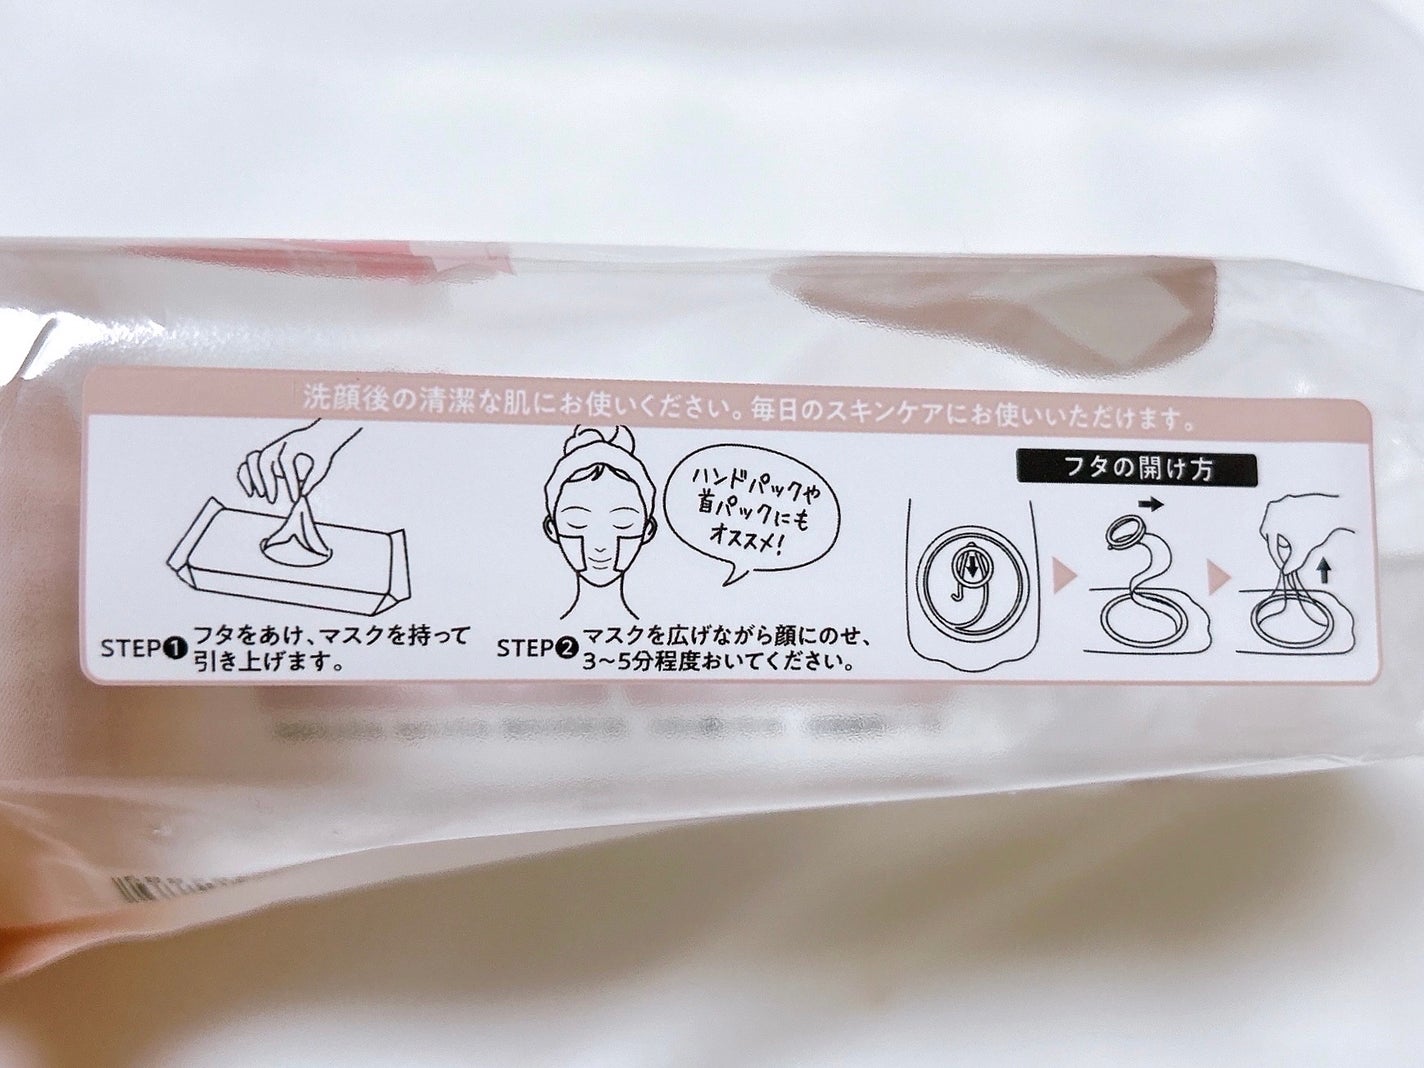 洗顔後の清潔な肌にお使いください。毎日のスキンケアにお使いいただけます。
STEP❶ フタをあけ、マスクを持って
引き上げます。
ハンドパックや
首パックにも
オススメ!
STEP❷ マスクを広げながら顔にのせ、
3〜5分程度おいてください。
フタの開け方